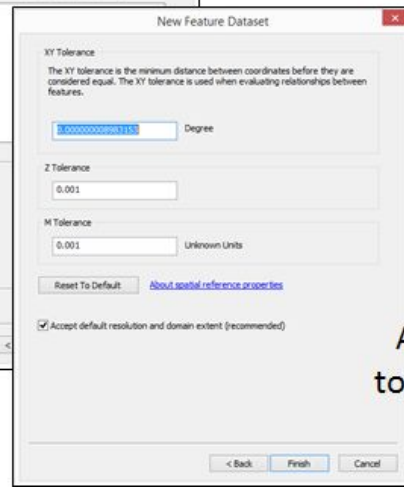 New Feature Dataset
XY Tolerance
The XY tolerance is the minimum distance between coordinates before they are
considered equal. The XY tolerance is used when evaluating relationships between
features.
0.000000008983153 Degree
Z Tolerance
0.001
M Tolerance
0.001 Unknown Units
Reset To Default About spatial reference properties
Accept default resolution and domain extent (recommended)
A
to
<
< Back Finish Cancel